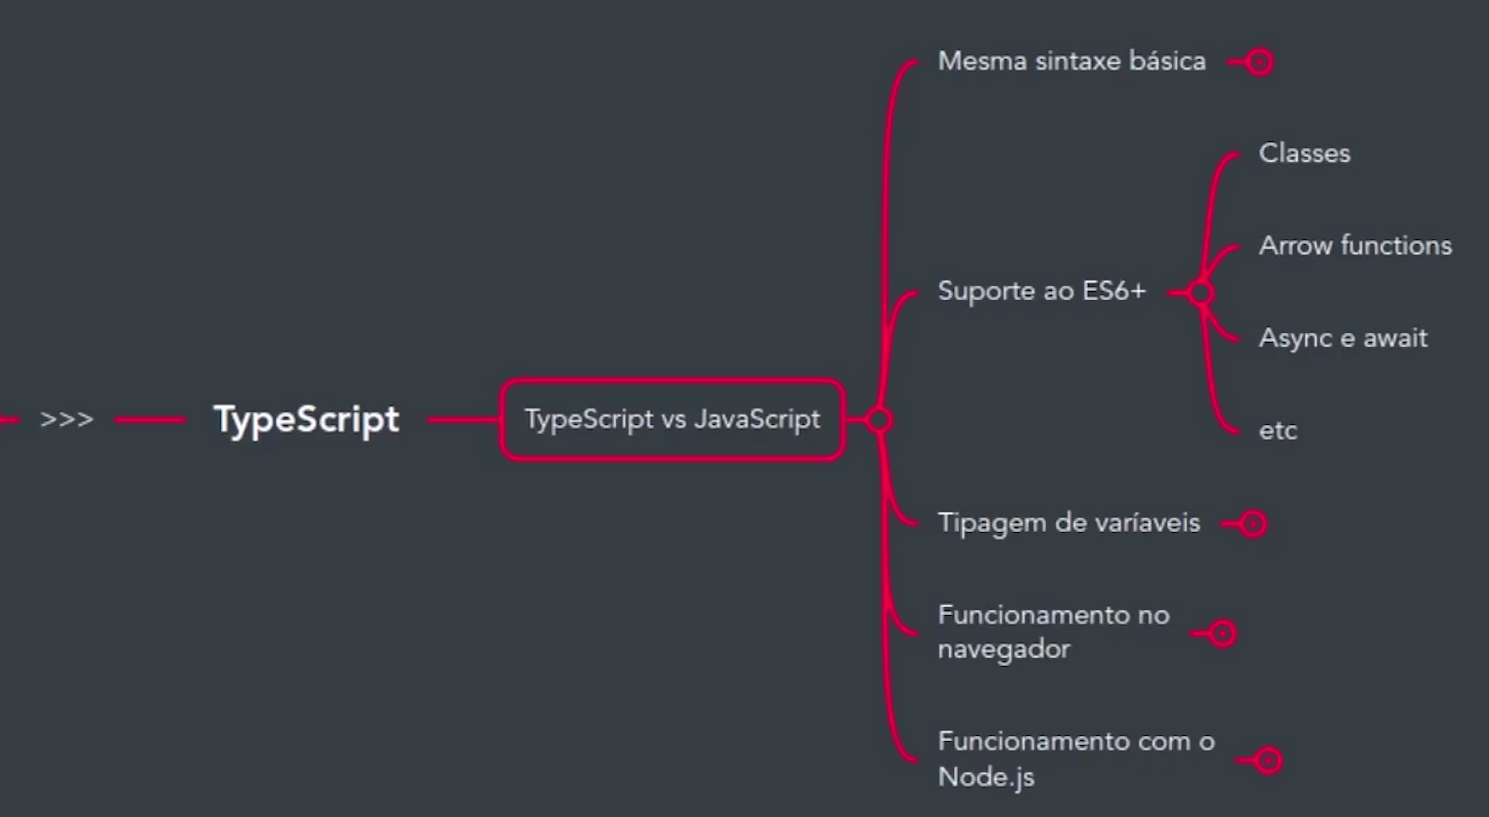 >>>
TypeScript
TypeScript vs JavaScript
Mesma sintaxe básica
Suporte ao ES6+
Classes
Arrow functions
Async e await
etc
Tipagem de varíaveis
Funcionamento no
navegador
Funcionamento com o
Node.js